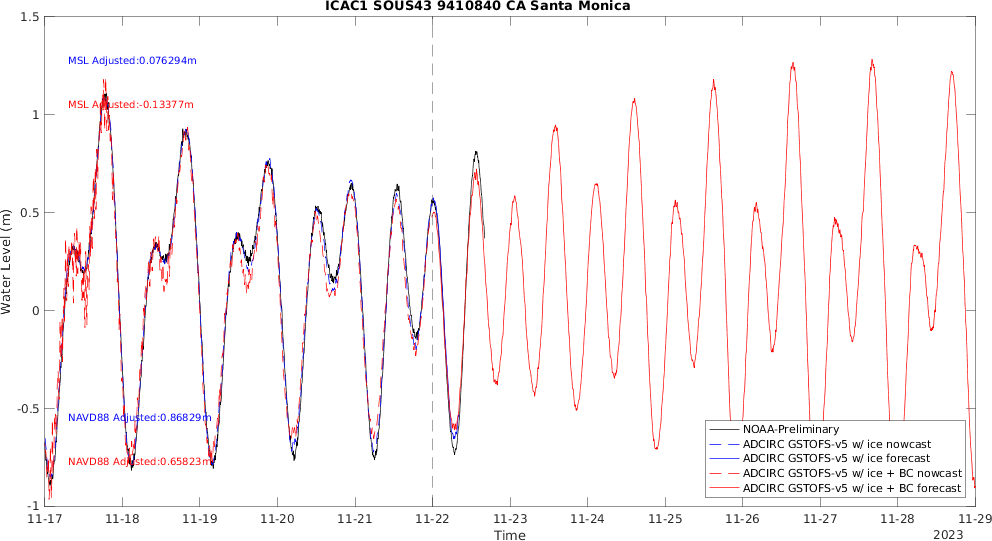 ICAC1 SOUS43 9410840 CA Santa Monica
1.5
MSL Adjusted:0.076294m
MSL Adjusted:-0.13377m
1
0.5
Water Level (m)
0
-0.5
NAVD88 Adjusted:0.86829m
NAVD88 Adjusted:0.65823m
-1
NOAA-Preliminary
ADCIRC GSTOFS-v5 w/ ice nowcast
ADCIRC GSTOFS-v5 w/ ice forecast
ADCIRC GSTOFS-v5 w/ ice + BC nowcast
ADCIRC GSTOFS-v5 w/ ice + BC forecast
11-17 11-18 11-19 11-20 11-21 11-22 11-23 11-24 11-25 11-26 11-27 11-28 11-29
Time
2023